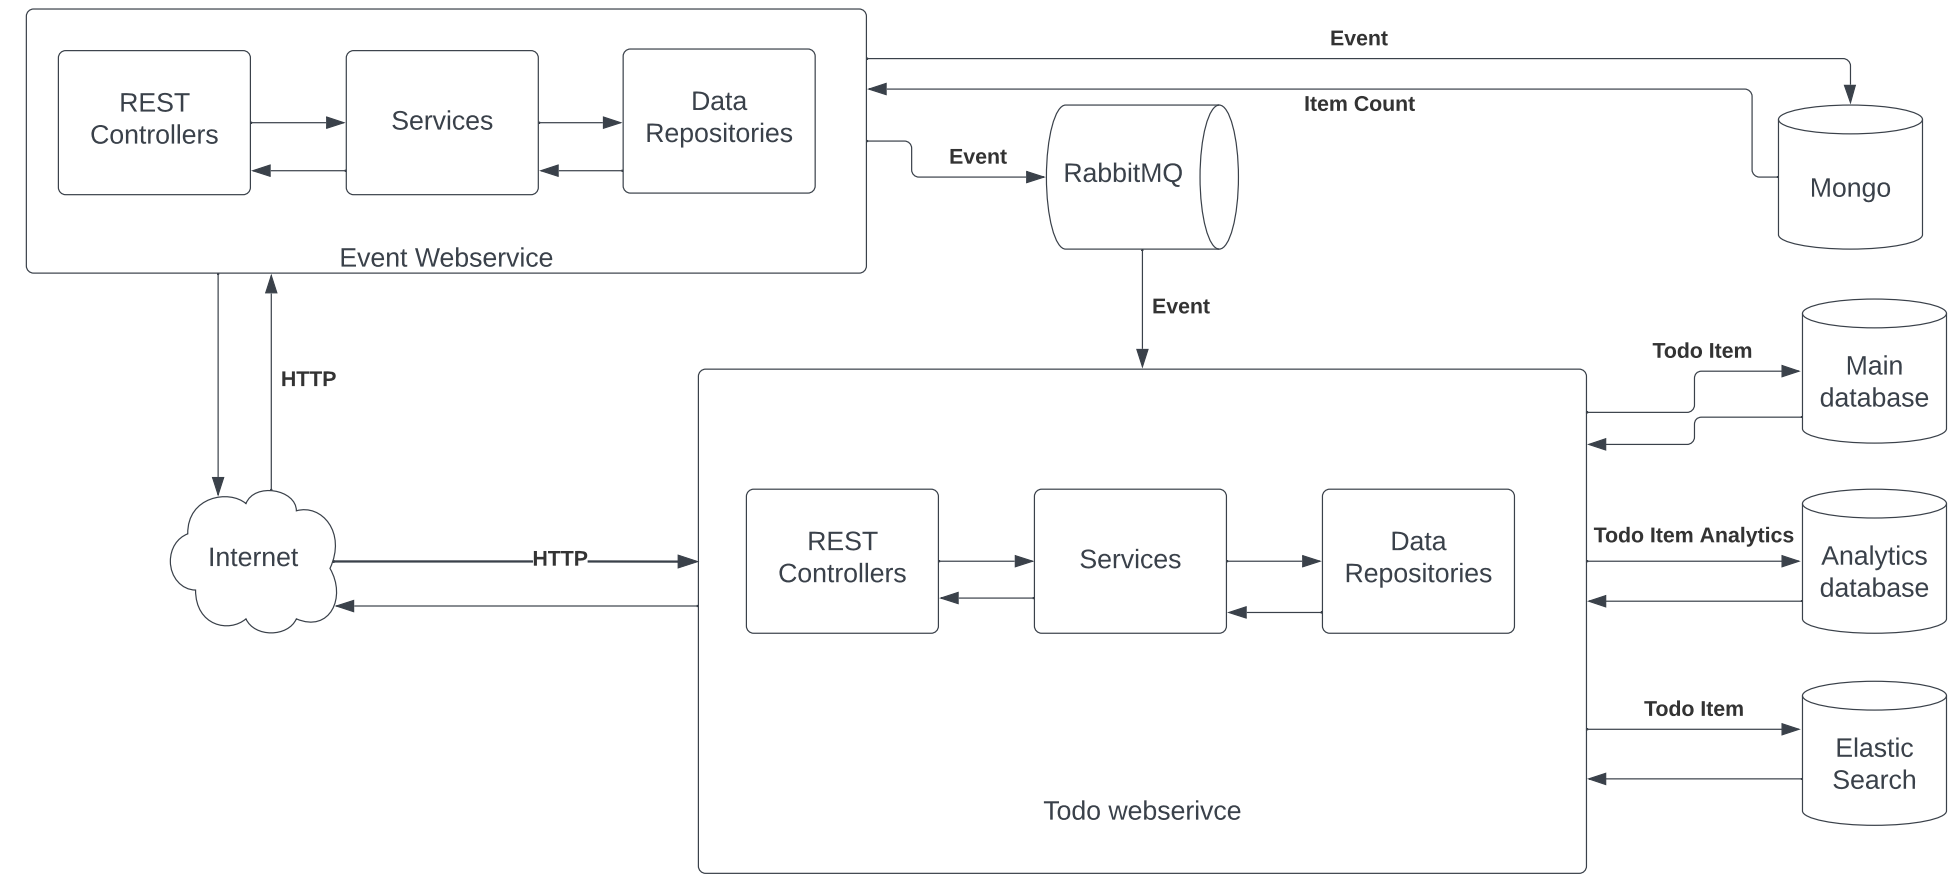 Event
Item Count
REST
Controllers
Services
Data
Repositories
Event
RabbitMQ
Mongo
Event Webservice
Event
HTTP
Todo Item
Main
database
Internet
HTTP
REST
Controllers
Services
Data
Repositories
Todo Item Analytics
Analytics
database
Todo Item
Elastic
Search
Todo webserivce